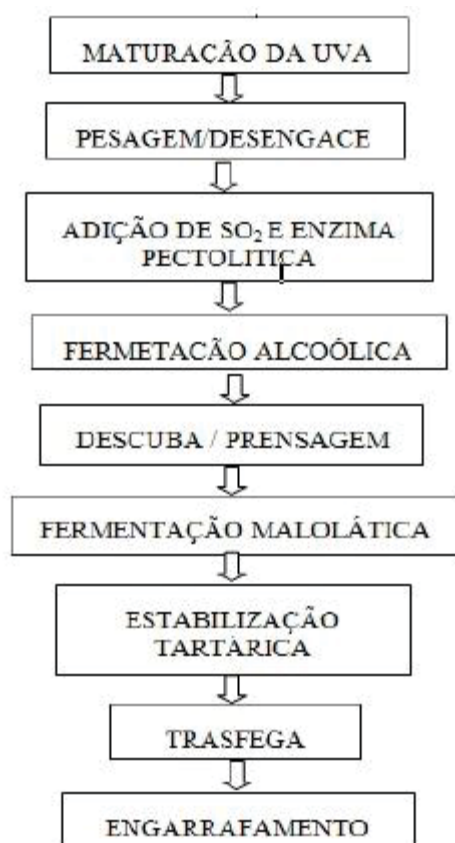 MATURAÇÃO DA UVA
PESAGEM/DESENGACE
ADIÇÃO DE SO₂ E ENZIMA
PECTOLITICA
FERMETAÇÃO ALCOÓLICA
DESCUBA / PRENSAGEM
FERMENTAÇÃO MALOLÁTICA
ESTABILIZAÇÃO
TARTÁRICA
TRASFEGA
ENGARRAFAMENTO